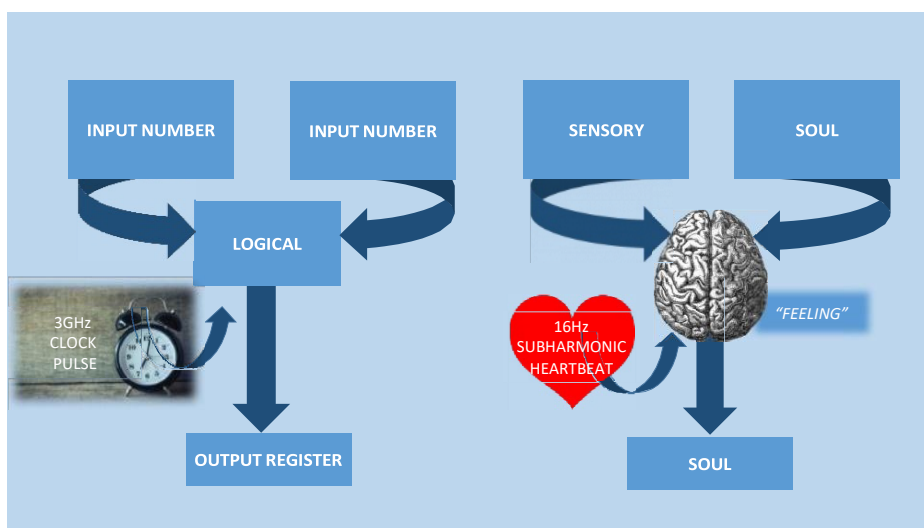 INPUT NUMBER
INPUT NUMBER
SENSORY
SOUL
LOGICAL
3GHz
CLOCK
PULSE
16Hz
SUBHARMONIC
HEARTBEAT
“FEELING”
OUTPUT REGISTER
SOUL